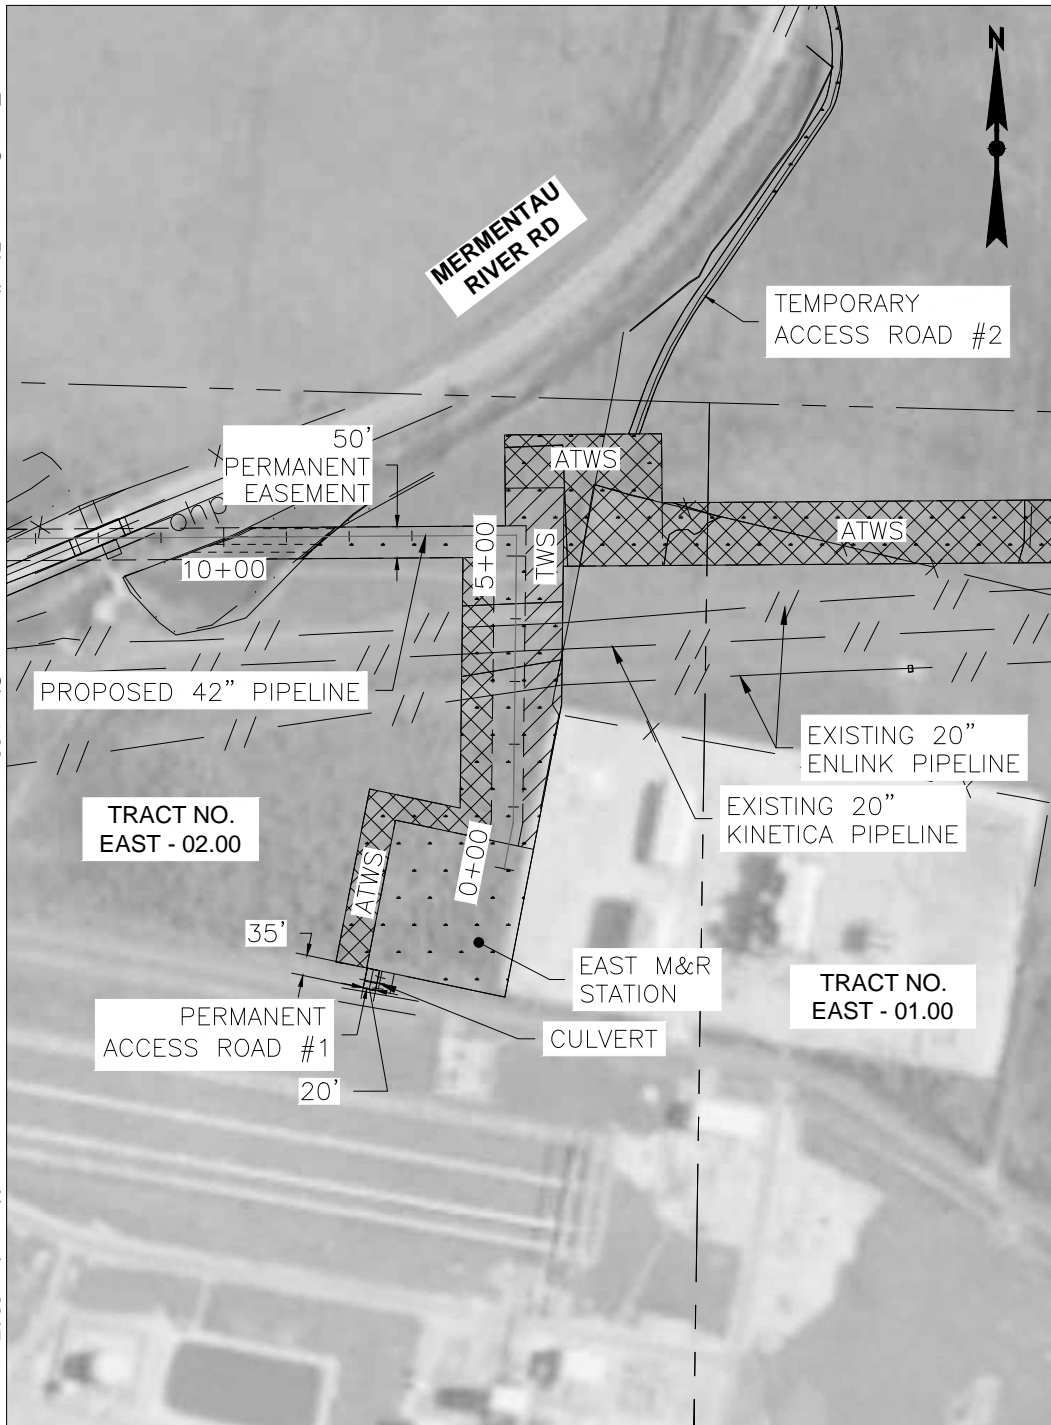 N
MERMENTAU
RIVER RD
TEMPORARY
ACCESS ROAD #2
50'
PERMANENT
EASEMENT
ATWS
ATWS
ohp
10+00
5+00
TWS
PROPOSED 42" PIPELINE
EXISTING 20"
ENLINK PIPELINE
EXISTING 20"
KINETICA PIPELINE
TRACT NO.
EAST - 02.00
ATWS
0+00
35'
EAST M&R
STATION
TRACT NO.
EAST - 01.00
PERMANENT
ACCESS ROAD #1
CULVERT
20'